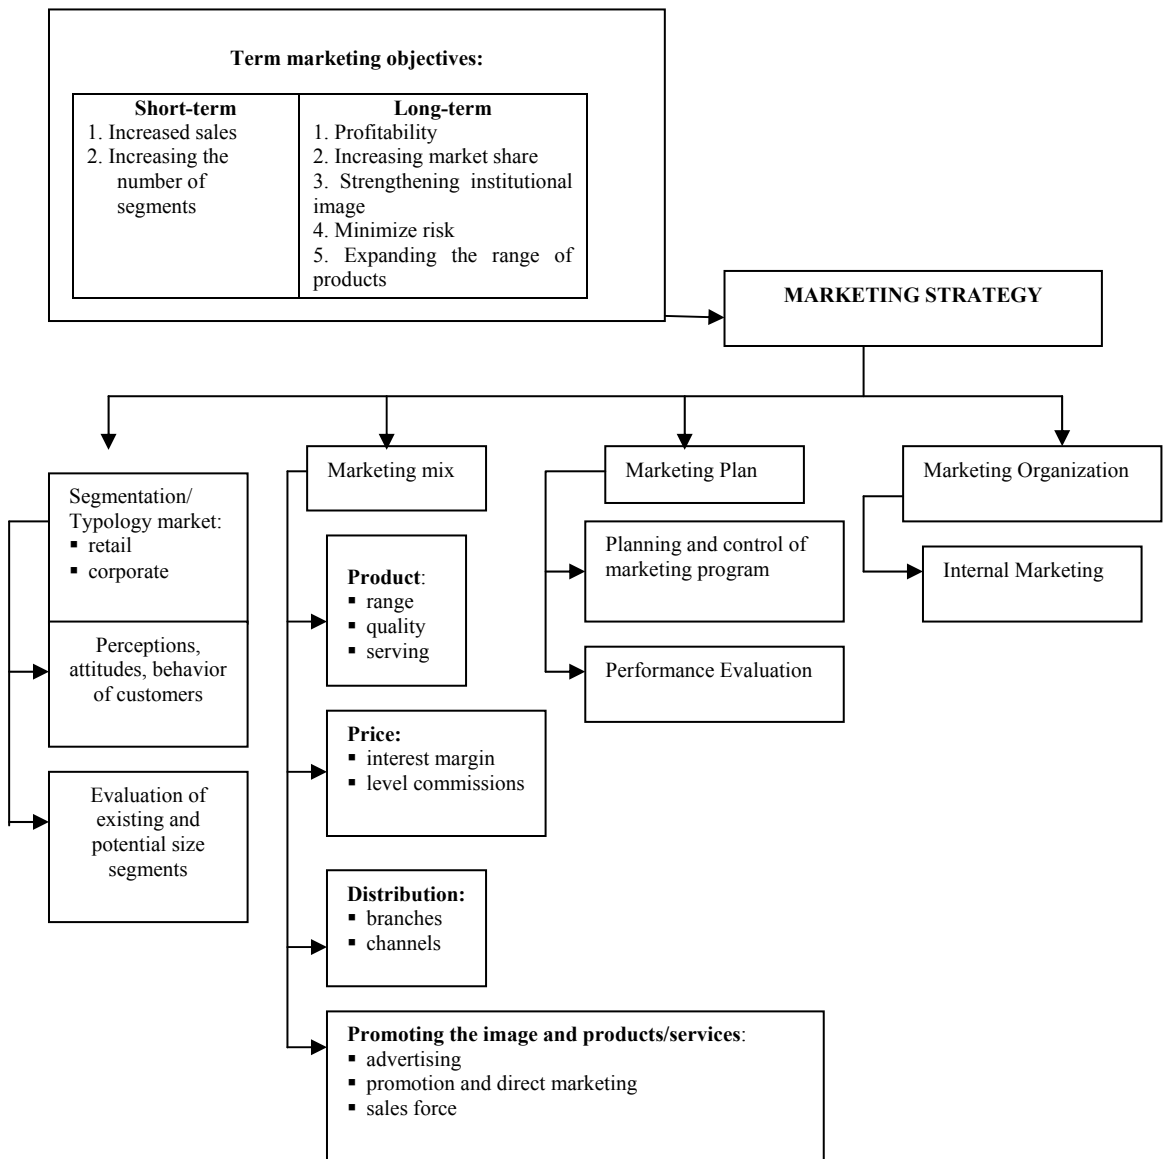 Term marketing objectives:
Short-term
1. Increased sales
2. Increasing the
number of
segments
Long-term
1. Profitability
2. Increasing market share
3. Strengthening institutional
image
4. Minimize risk
5. Expanding the range of
products
MARKETING STRATEGY
Segmentation/
Typology market:
▪ retail
▪ corporate
Perceptions,
attitudes, behavior
of customers
Evaluation of
existing and
potential size
segments
Marketing mix
Product:
▪ range
▪ quality
▪ serving
Price:
▪ interest margin
▪ level commissions
Distribution:
▪ branches
▪ channels
Promoting the image and products/services:
▪ advertising
▪ promotion and direct marketing
▪ sales force
Marketing Plan
Planning and control of
marketing program
Performance Evaluation
Marketing Organization
Internal Marketing